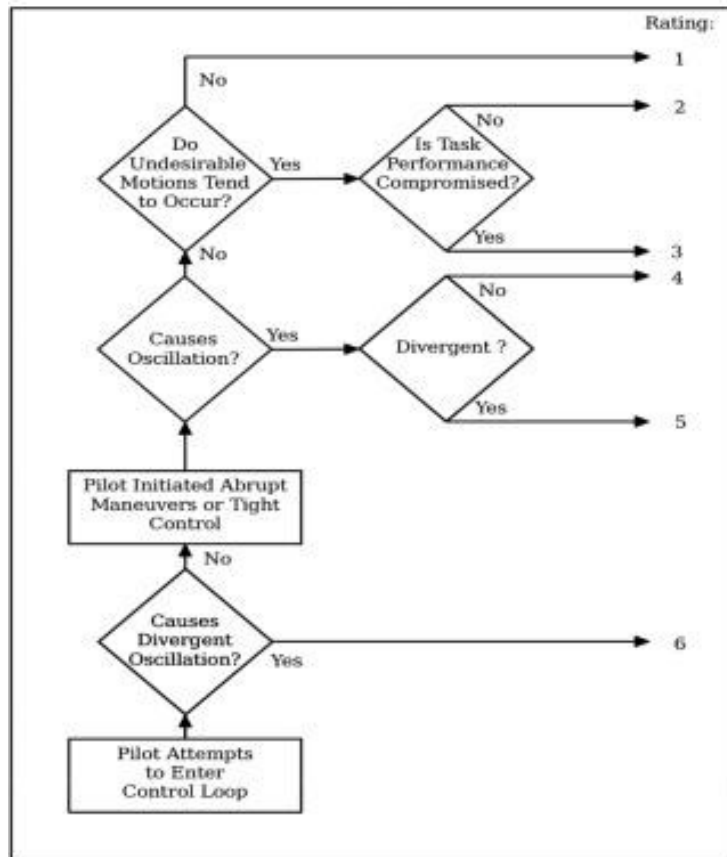 Rating:
1
No
2
No
Do
Undesirable
Motions Tend
to Occur?
Yes
Is Task
Performance
Compromised?
Yes
3
No
4
No
Causes
Oscillation?
Yes
Divergent ?
Yes
5
Pilot Initiated Abrupt
Maneuvers or Tight
Control
No
Causes
Divergent
Oscillation?
Yes
6
Pilot Attempts
to Enter
Control Loop